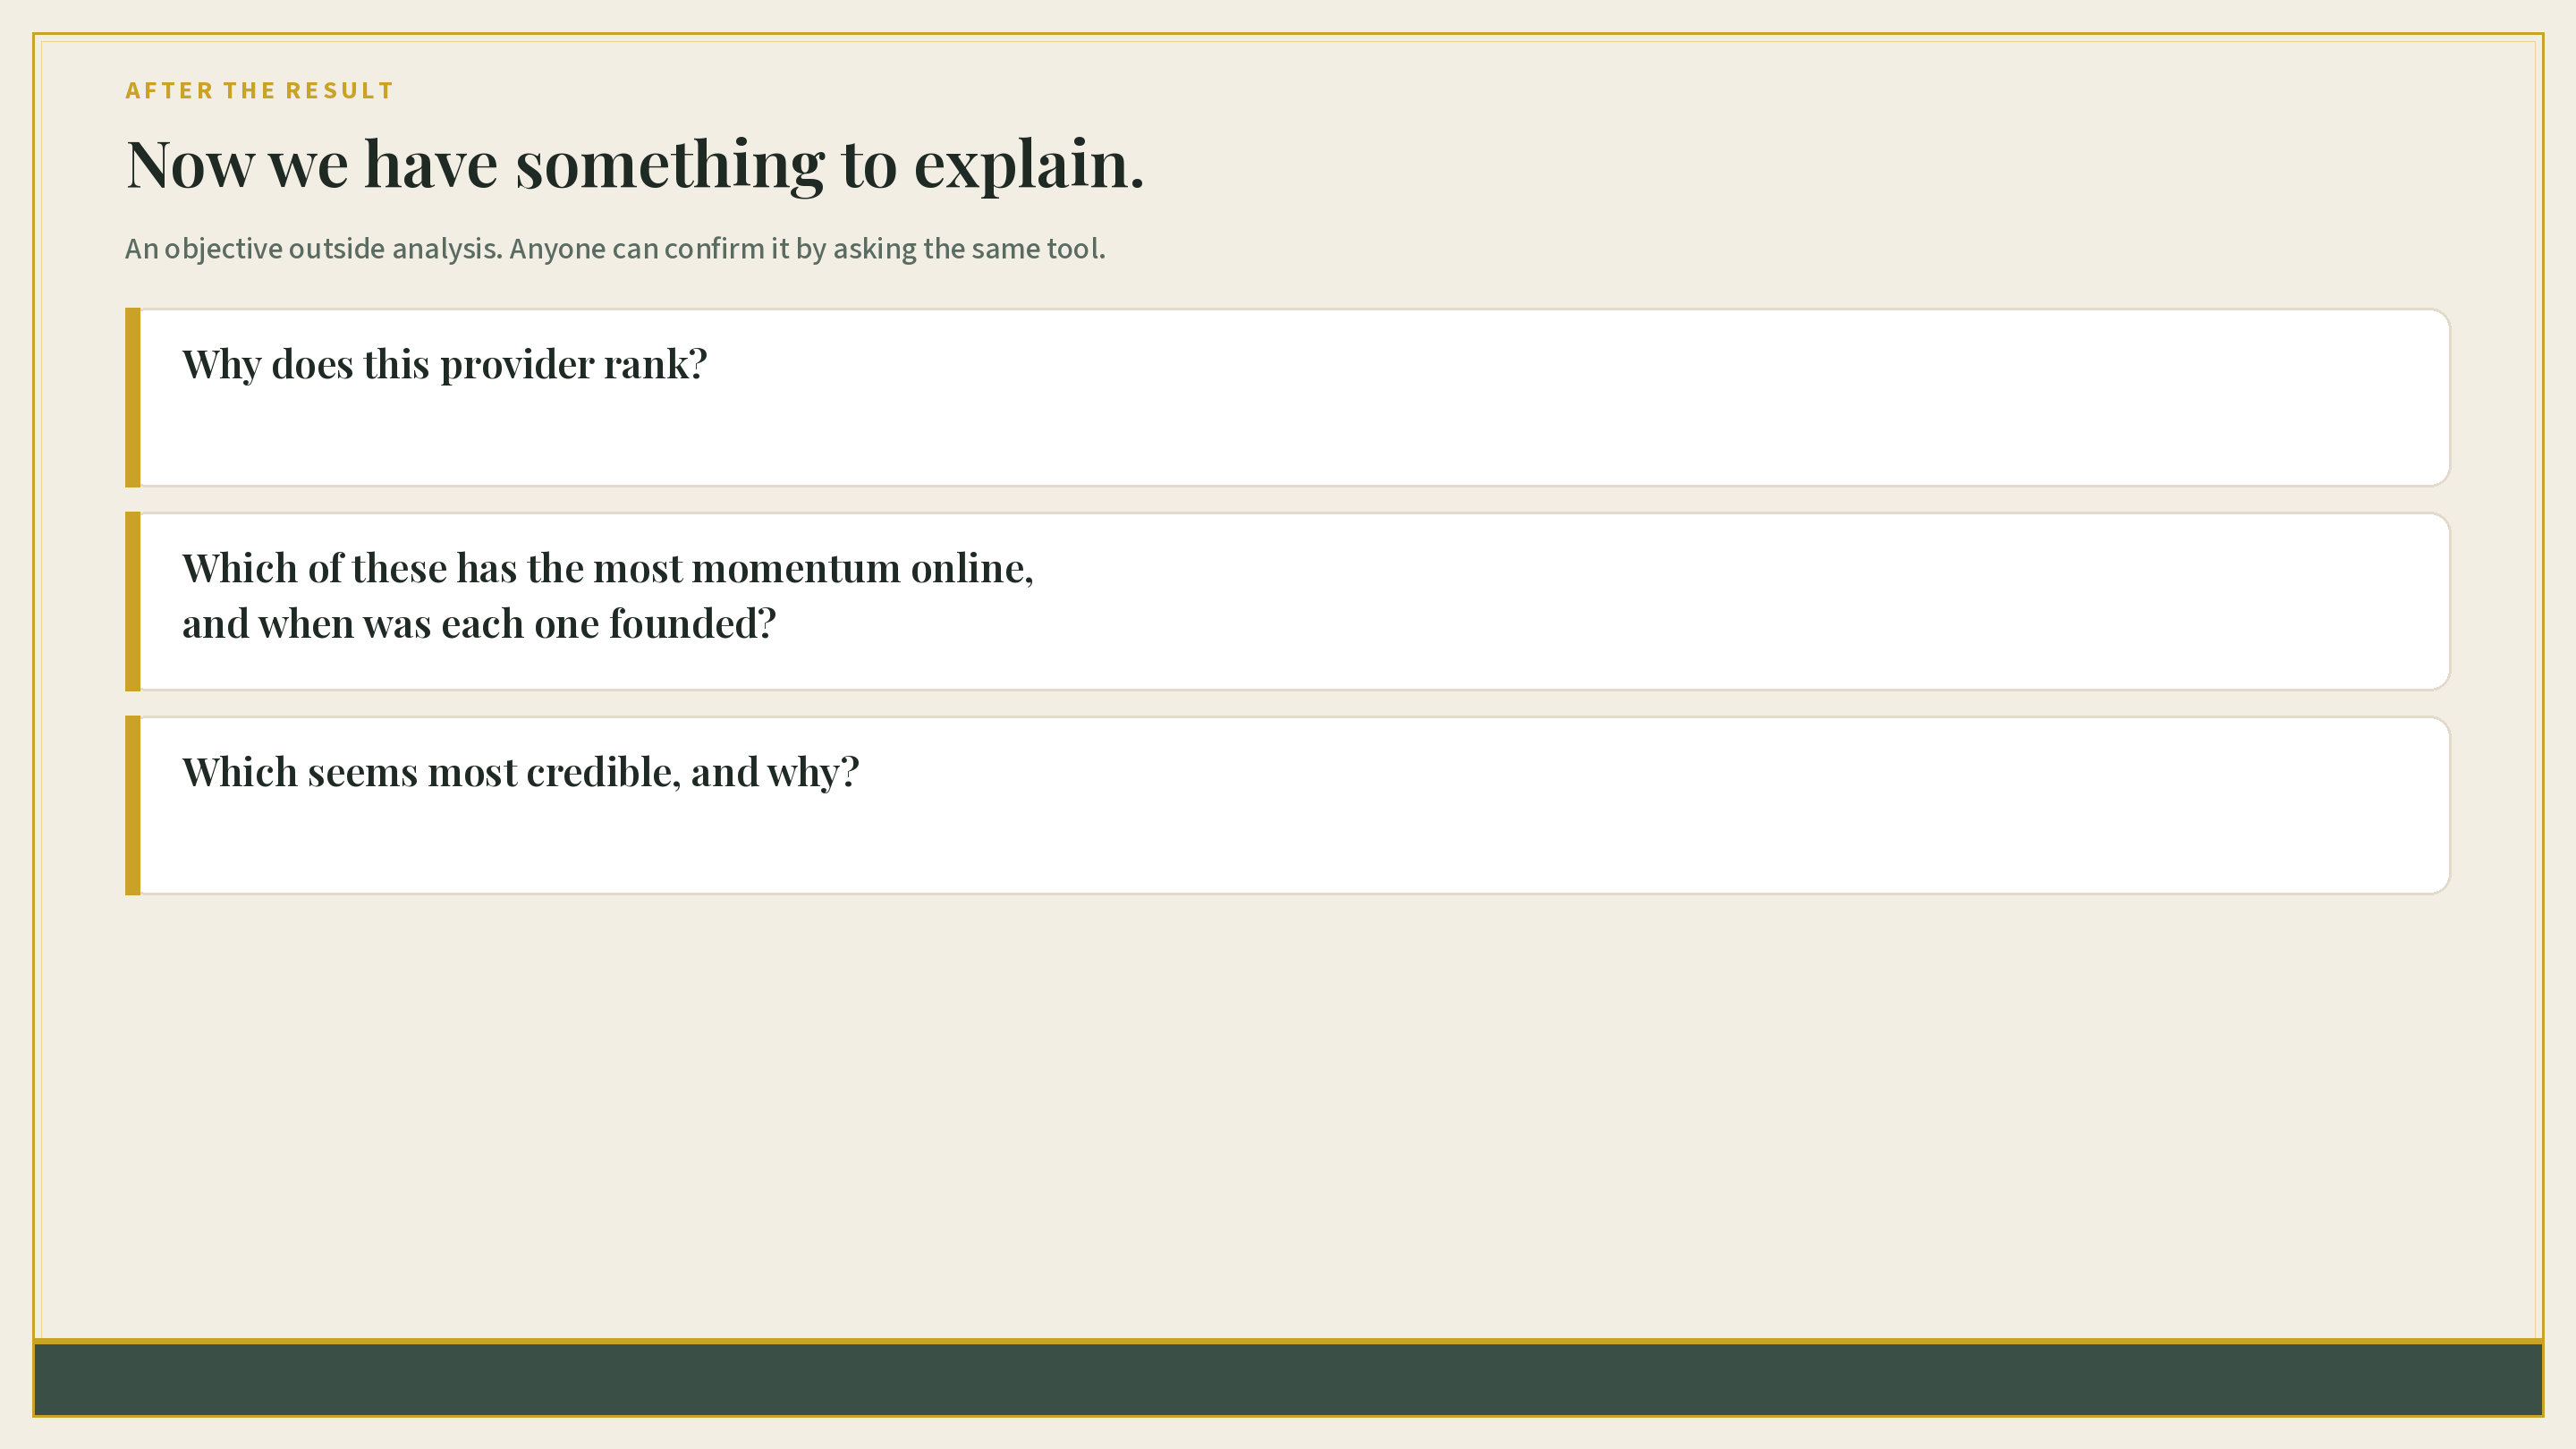 AFTER THE RESULT
Now we have something to explain.
An objective outside analysis. Anyone can confirm it by asking the same tool.
Why does this provider rank?
Which of these has the most momentum online,
and when was each one founded?
Which seems most credible, and why?